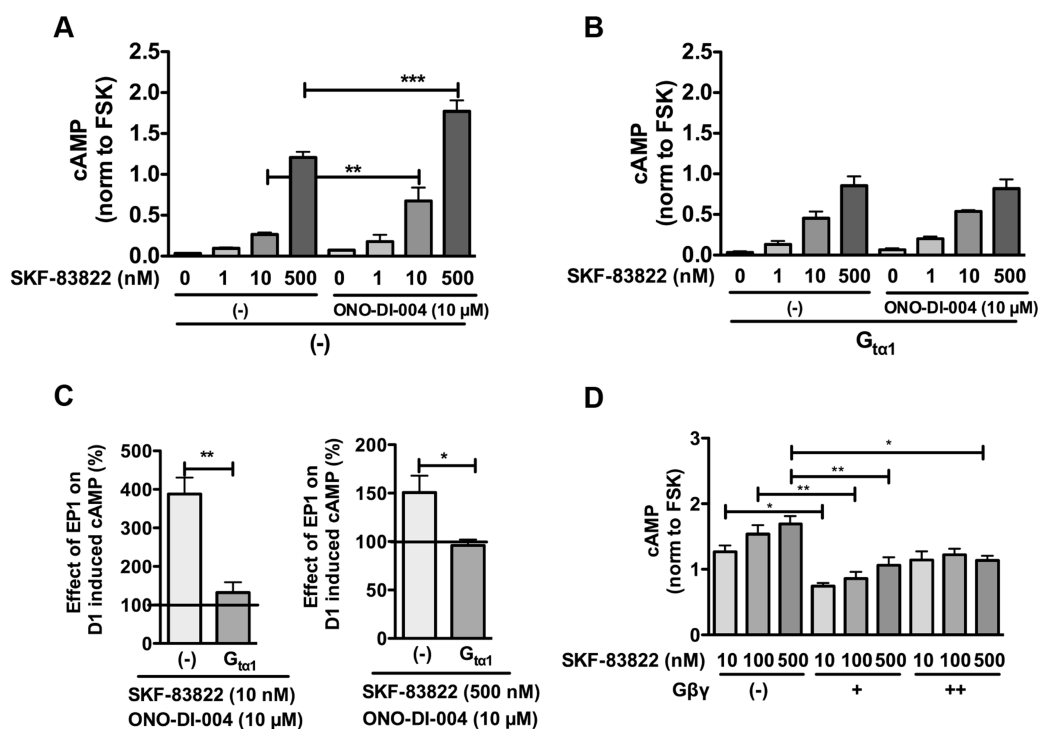 A
cAMP
(norm to FSK)
2.5
2.0
1.5
1.0
0.5
0.0
***
**
SKF-83822 (nM)
0 1 10 500 0 1 10 500
(-) ONO-DI-004 (10 µM)
(-)
B
cAMP
(norm to FSK)
2.5
2.0
1.5
1.0
0.5
0.0
SKF-83822 (nM)
0 1 10 500 0 1 10 500
(-) ONO-DI-004 (10 µM)
Gtα1
C
Effect of EP1 on
D1 induced cAMP (%)
500
400
300
200
100
0
**
(-) Gtα1
SKF-83822 (10 nM)
ONO-DI-004 (10 µM)
Effect of EP1 on
D1 induced cAMP (%)
200
150
100
50
0
*
(-) Gtα1
SKF-83822 (500 nM)
ONO-DI-004 (10 µM)
D
cAMP
(norm to FSK)
3
2
1
0
*
**
**
*
SKF-83822 (nM) 10 100 500 10 100 500 10 100 500
Gβγ (-) + ++